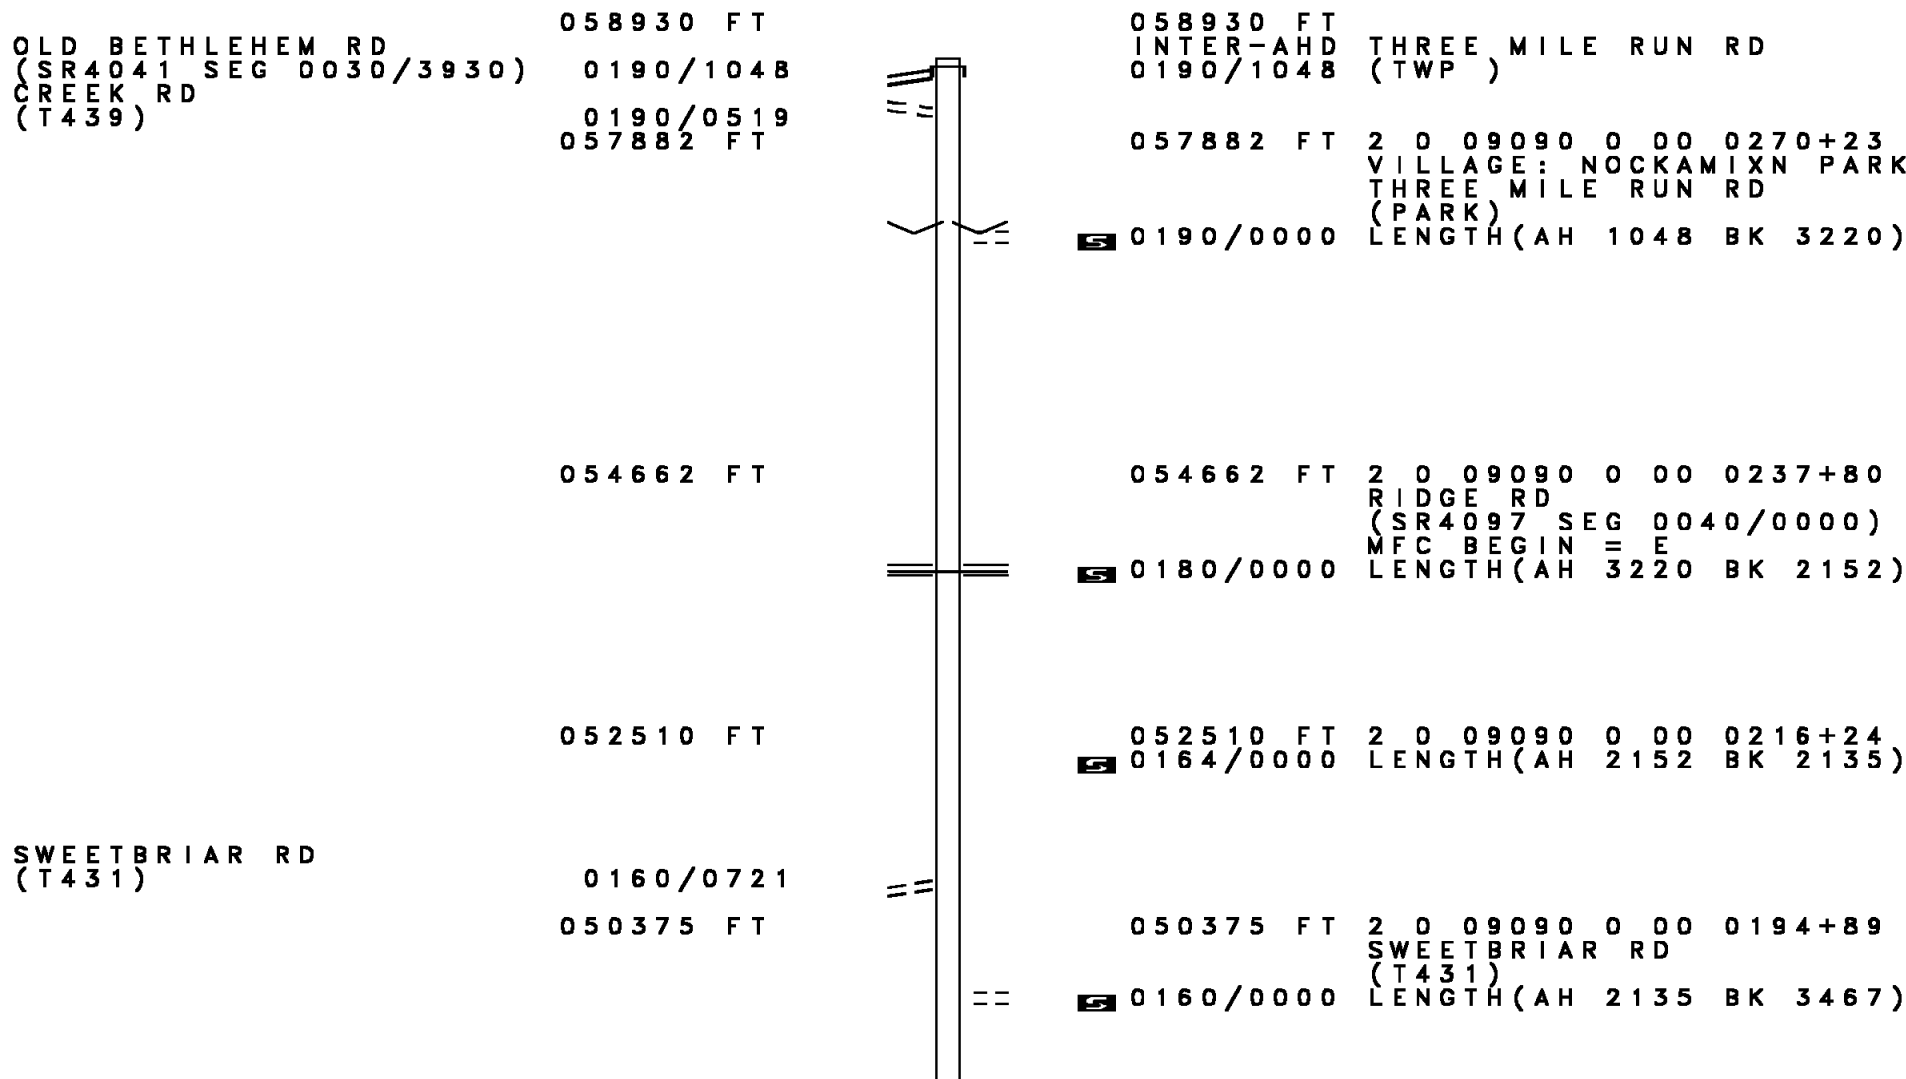 058930 FT 058930 FT
OLD BETHLEHEM RD INTER-AHD THREE MILE RUN RD
(SR4041 SEG 0030/3930) 0190/1048 0190/1048 (TWP )
CREEK RD
(T439) 0190/0519
057882 FT 057882 FT 2 0 09090 0 00 0270+23
VILLAGE: NOCKAMIXN PARK
THREE MILE RUN RD
(PARK)
S 0190/0000 LENGTH(AH 1048 BK 3220)
054662 FT 054662 FT 2 0 09090 0 00 0237+80
RIDGE RD
(SR4097 SEG 0040/0000)
MFC BEGIN = E
S 0180/0000 LENGTH(AH 3220 BK 2152)
052510 FT 052510 FT 2 0 09090 0 00 0216+24
S 0164/0000 LENGTH(AH 2152 BK 2135)
SWEETBRIAR RD
(T431) 0160/0721
050375 FT 050375 FT 2 0 09090 0 00 0194+89
SWEETBRIAR RD
(T431)
S 0160/0000 LENGTH(AH 2135 BK 3467)